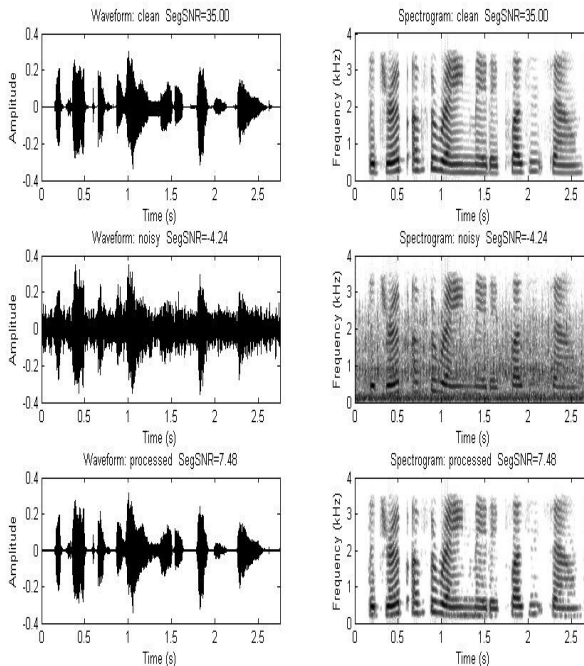 Waveform: clean SegSNR=35.00
Amplitude
0.4
0.2
0
-0.2
-0.4
0 0.5 1 1.5 2 2.5
Time (s)
Spectrogram: clean SegSNR=35.00
Frequency (kHz)
4
3
2
1
0
0 0.5 1 1.5 2 2.5
Time (s)
Waveform: noisy SegSNR=-4.24
Amplitude
0.4
0.2
0
-0.2
-0.4
0 0.5 1 1.5 2 2.5
Time (s)
Spectrogram: noisy SegSNR=-4.24
Frequency (kHz)
4
3
2
1
0
0 0.5 1 1.5 2 2.5
Time (s)
Waveform: processed SegSNR=7.48
Amplitude
0.4
0.2
0
-0.2
-0.4
0 0.5 1 1.5 2 2.5
Time (s)
Spectrogram: processed SegSNR=7.48
Frequency (kHz)
4
3
2
1
0
0 0.5 1 1.5 2 2.5
Time (s)